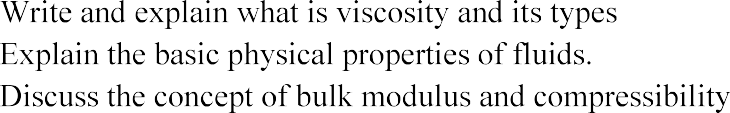 Write and explain what is viscosity and its types
Explain the basic physical properties of fluids.
Discuss the concept of bulk modulus and compressibility